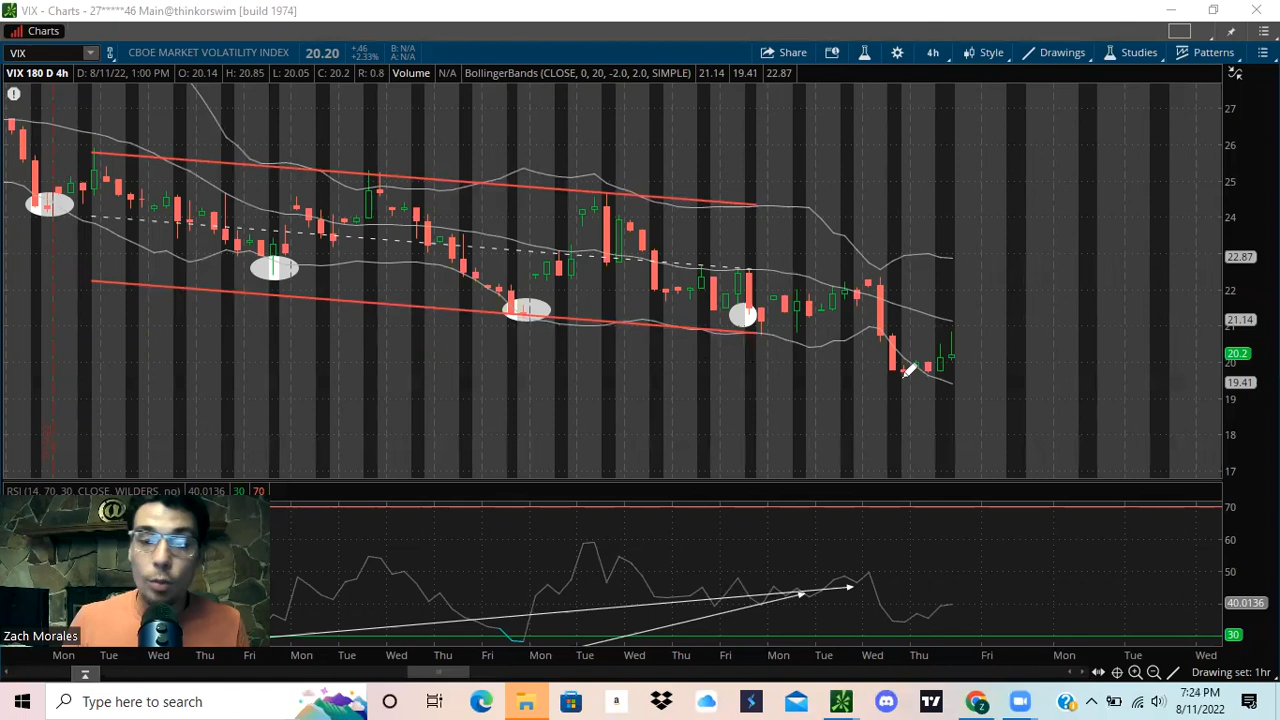 VIX - Charts - 27****46 Main@thinkorswim [build 1974]
Charts
VIX CBOE MARKET VOLATILITY INDEX 20.20 +.46 +2.33% B: N/A A: N/A Share 4h Style Drawings Studies Patterns
VIX 180 D 4h D: 8/11/22, 1:00 PM O: 20.14 H: 20.85 L: 20.05 C: 20.2 R: 0.8 Volume N/A BollingerBands (CLOSE, 0, 20, -2.0, 2.0, SIMPLE) 21.14 19.41 22.87
27
26
25
24
22.87
22
21.14
20.2
20
19.41
19
18
17
RSI (14, 70, 30, CLOSE, WILDERS, no) 40.0136 30 70
70
60
50
40.0136
30
Zach Morales
Mon Tue Wed Thu Fri Mon Tue Wed Thu Fri Mon Tue Wed Thu Fri Mon Tue Wed Thu Fri Mon Tue Wed
Drawing set: 1hr
Type here to search
7:24 PM
8/11/2022